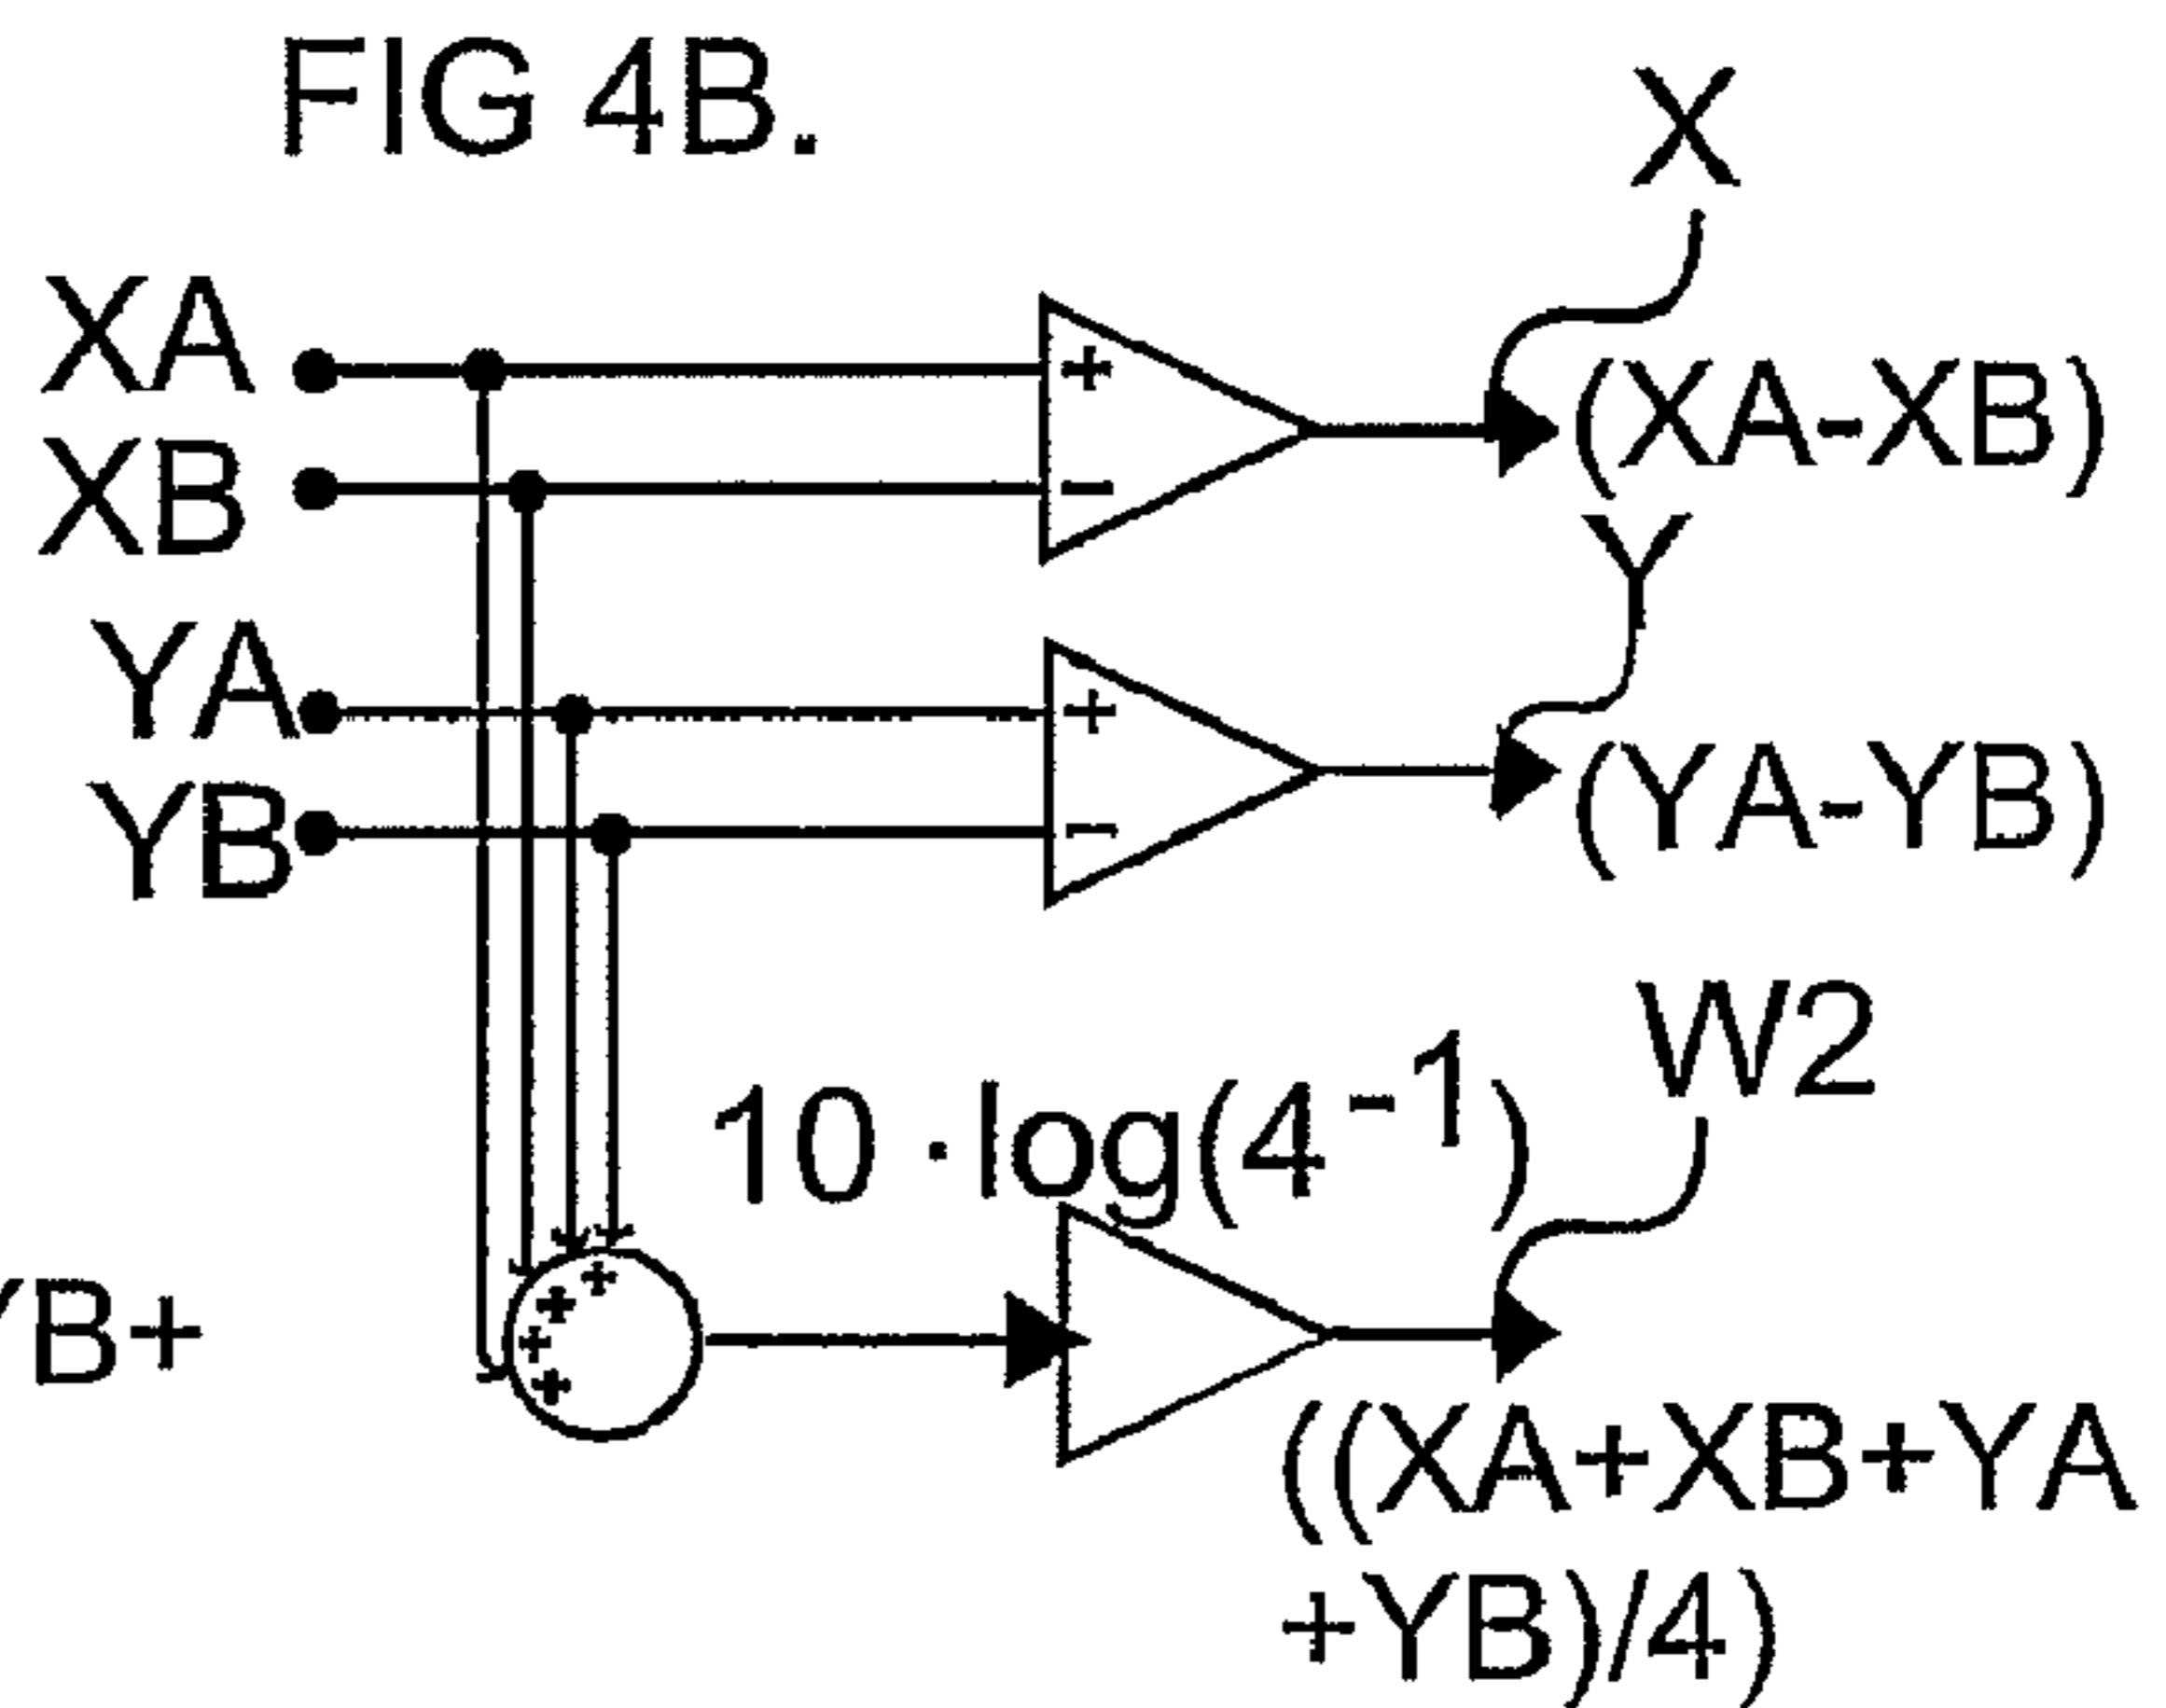 FIG 4B.
X
XA
(XA-XB)
XB
Y
YA
(YA-YB)
YB
W2
10 ·log(4⁻¹)
YB+
((XA+XB+YA
+YB)/4)